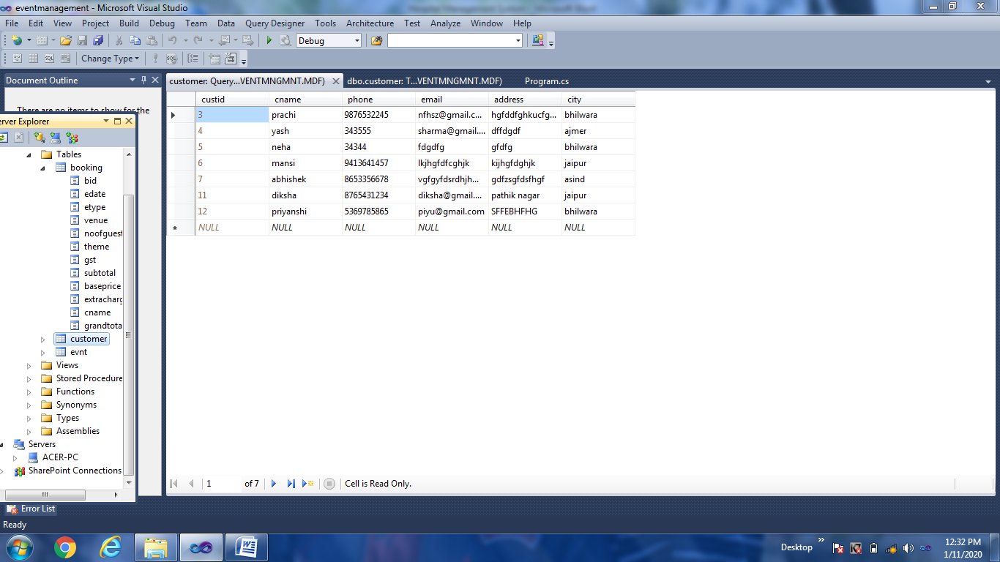 eventmanagement - Microsoft Visual Studio
File Edit View Project Build Debug Team Data Query Designer Tools Architecture Test Analyze Window Help
Debug
Change Type SQL
Document Outline
customer: Query...VENTMNGMNT.MDF) dbo.customer: T...VENTMNGMNT.MDF) Program.cs
There are no items to show for the
erver Explorer
Tables
booking
bid
edate
etype
venue
noofguest
theme
gst
subtotal
baseprice
extracharg
cname
grandtota
customer
evnt
Views
Stored Procedure
Functions
Synonyms
Types
Assemblies
Servers
ACER-PC
SharePoint Connections
custid cname phone email address city
3 prachi 9876532245 nfhsz@gmail.c... hgfddfghkucfg... bhilwara
4 yash 343555 sharma@gmail.... dffdgdf ajmer
5 neha 34344 fdgdfg gfdfg bhilwara
6 mansi 9413641457 lkjhgfdfcghjk kijhgfdghjk jaipur
7 abhishek 8653356678 vgfgyfdsrdhjh... gdfzsgfdsfhgf asind
11 diksha 8765431234 diksha@gmail.... pathik nagar jaipur
12 priyanshi 5369785865 piyu@gmail.com SFFEBHFHG bhilwara
NULL NULL NULL NULL NULL NULL
1 of 7 Cell is Read Only.
Error List
Ready
Desktop
12:32 PM
1/11/2020